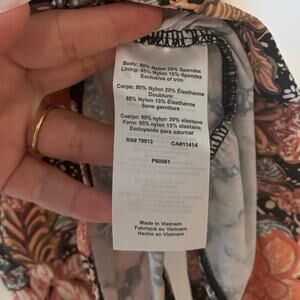 Body: 80% Nylon 20% Spandex
Lining: 85% Nylon 15% Spandex
Exclusive of trim
Corps: 80% Nylon 20% Élasthanne
Doublure:
85% Nylon 15% Élasthanne
Sans garniture
Cuerpo: 80% nylon 20% elastano
Forro: 85% nylon 15% elastano
Excluyendo para adornar
RN# 79913 CA#11414
P60961
Made in Vietnam
Fabriqué au Vietnam
Hecho en Vietnam